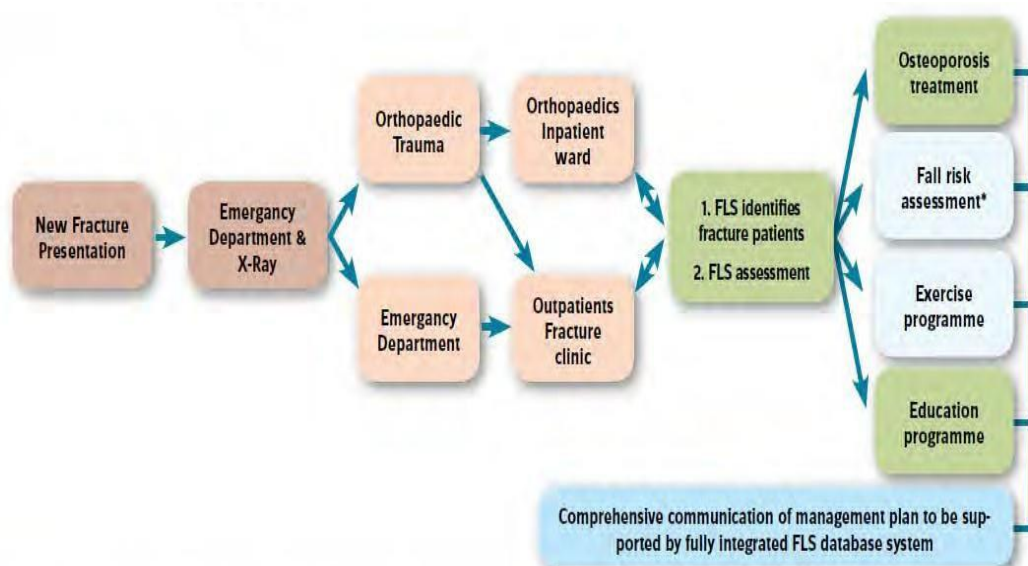 New Fracture
Presentation
Emergancy
Department &
X-Ray
Orthopaedic
Trauma
Emergancy
Department
Orthopaedics
Inpatient
ward
Outpatients
Fracture
clinic
1. FLS identifies
fracture patients
2. FLS assessment
Osteoporosis
treatment
Fall risk
assessment*
Exercise
programme
Education
programme
Comprehensive communication of management plan to be sup-
ported by fully integrated FLS database system